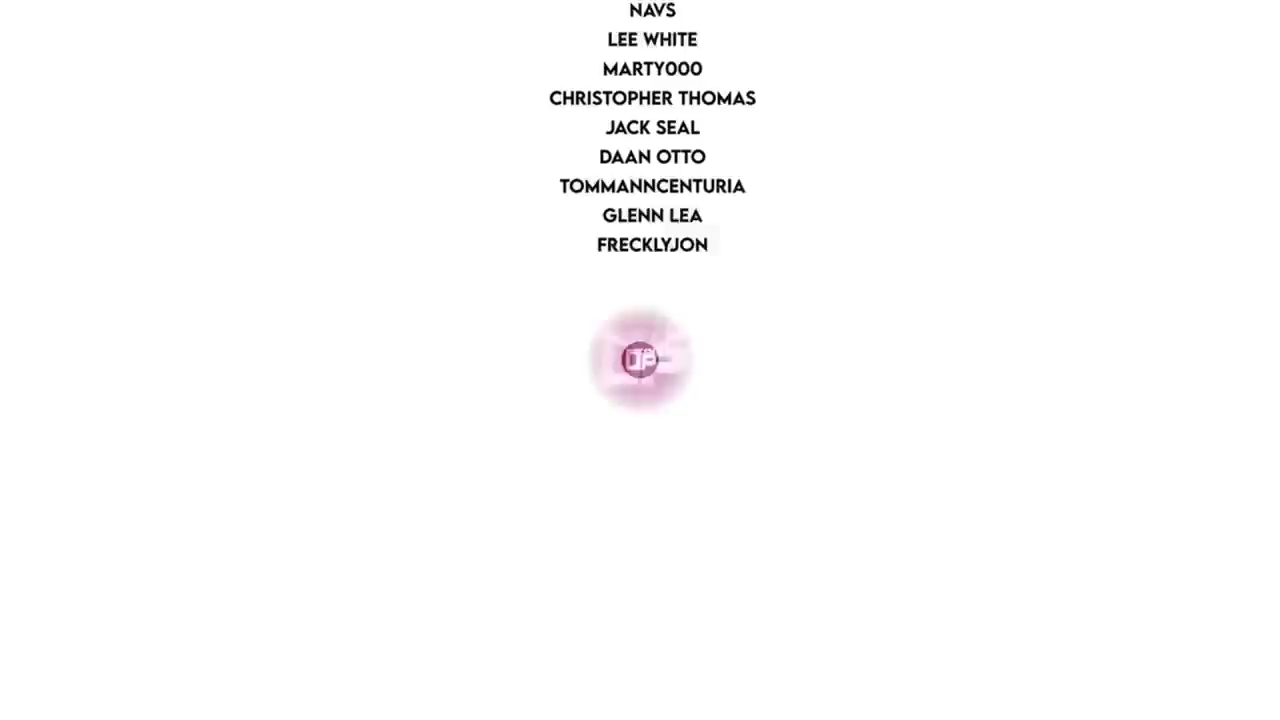 NAVS
LEE WHITE
MARTY000
CHRISTOPHER THOMAS
JACK SEAL
DAAN OTTO
TOMMANNCENTURIA
GLENN LEA
FRECKLYJON